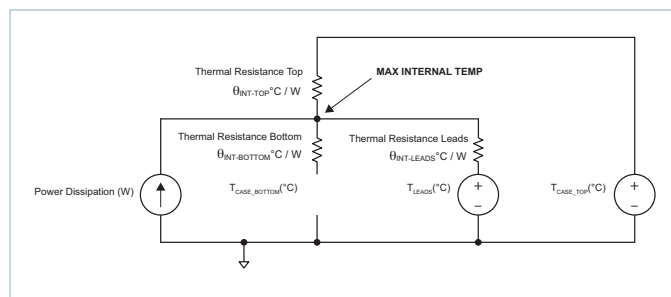 Thermal Resistance Top
θINT-TOP°C / W
MAX INTERNAL TEMP
Thermal Resistance Bottom
θINT-BOTTOM°C / W
Thermal Resistance Leads
θINT-LEADS°C / W
Power Dissipation (W)
TCASE_BOTTOM(°C)
TLEADS(°C)
TCASE_TOP(°C)
+
–
+
–